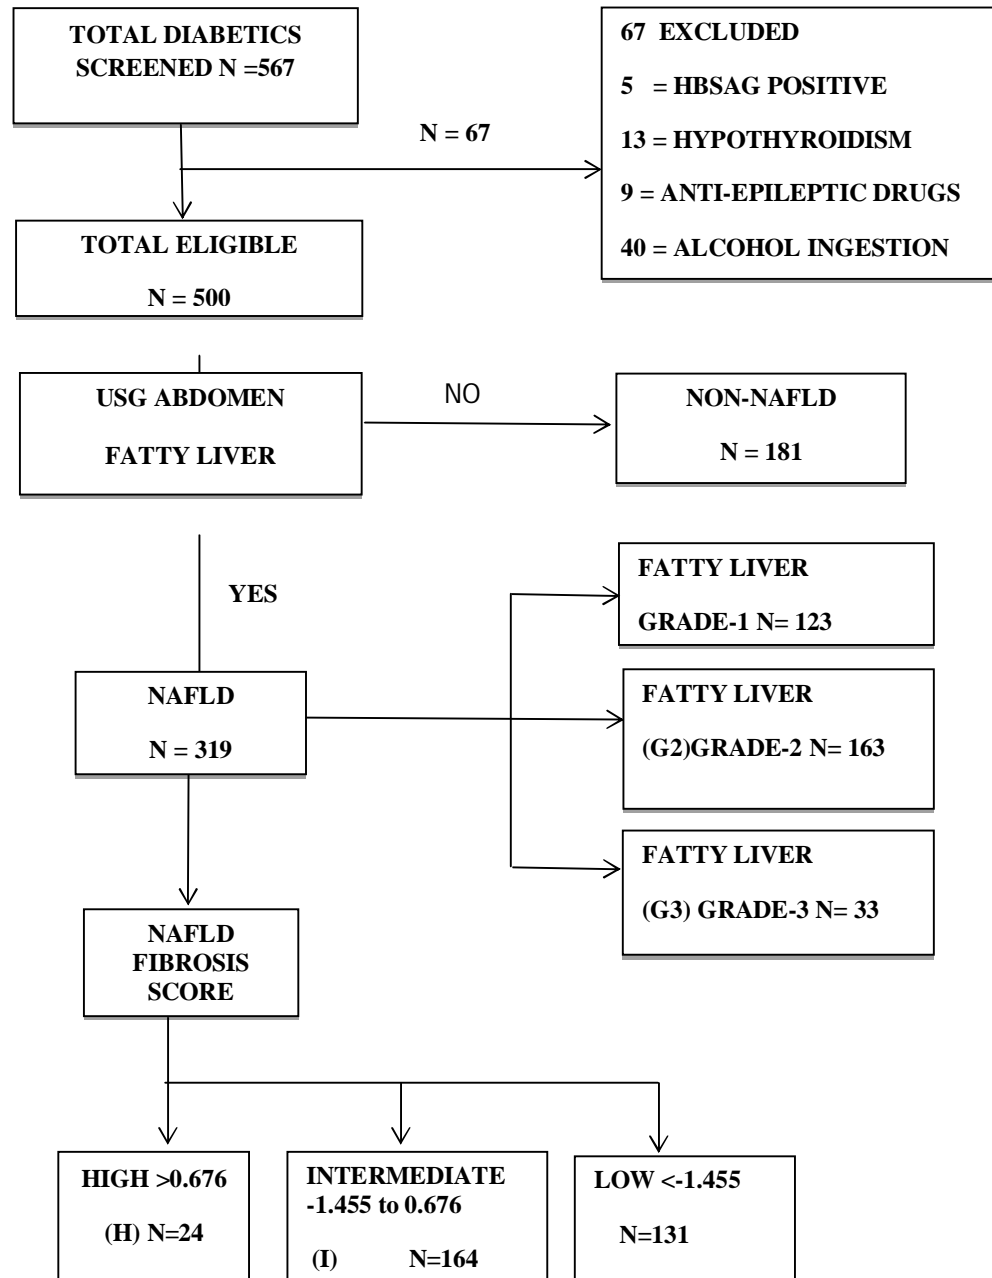 TOTAL DIABETICS
SCREENED N =567
67 EXCLUDED
5 = HBSAG POSITIVE
13 = HYPOTHYROIDISM
9 = ANTI-EPILEPTIC DRUGS
40 = ALCOHOL INGESTION
N = 67
TOTAL ELIGIBLE
N = 500
USG ABDOMEN
FATTY LIVER
NO
NON-NAFLD
N = 181
YES
FATTY LIVER
GRADE-1 N= 123
NAFLD
N = 319
FATTY LIVER
(G2)GRADE-2 N= 163
FATTY LIVER
(G3) GRADE-3 N= 33
NAFLD
FIBROSIS
SCORE
HIGH >0.676
(H) N=24
INTERMEDIATE
-1.455 to 0.676
(I) N=164
LOW <-1.455
N=131